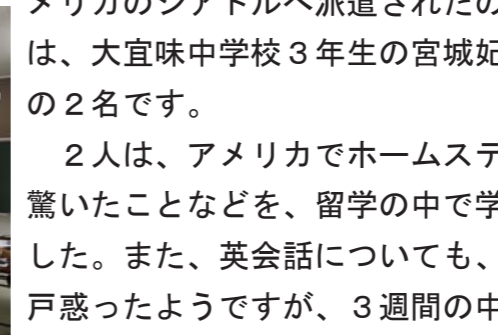 メリカのシアトルへ派遣されたの
は、大宜味中学校３年生の宮城妃
の２名です。
２人は、アメリカでホームステ
驚いたことなどを、留学の中で学
した。また、英会話についても、
戸惑ったようですが、３週間の中